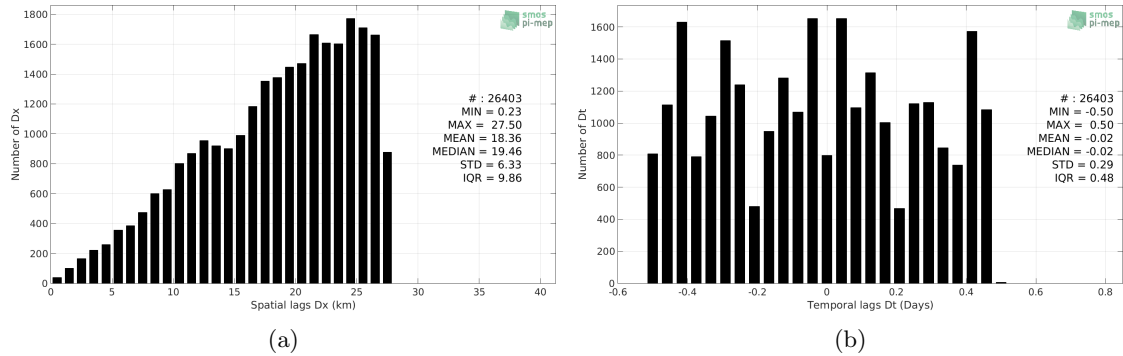 1800
1600
1400
1200
1000
800
600
400
200
0
Number of Dx
smos
pi-mep
# : 26403
MIN = 0.23
MAX = 27.50
MEAN = 18.36
MEDIAN = 19.46
STD = 6.33
IQR = 9.86
0 5 10 15 20 25 30 35 40
Spatial lags Dx (km)
(a)
1600
1400
1200
1000
800
600
400
200
0
Number of Dt
smos
pi-mep
# : 26403
MIN = -0.50
MAX = 0.50
MEAN = -0.02
MEDIAN = -0.02
STD = 0.29
IQR = 0.48
-0.6 -0.4 -0.2 0 0.2 0.4 0.6 0.8
Temporal lags Dt (Days)
(b)